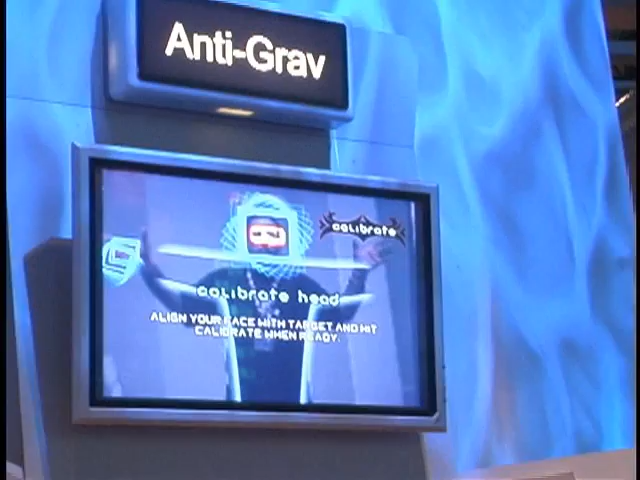 Anti-Grav
calibrate
calibrate head
ALIGN YOUR FACE WITH TARGET AND HIT
CALIBRATE WHEN READY.